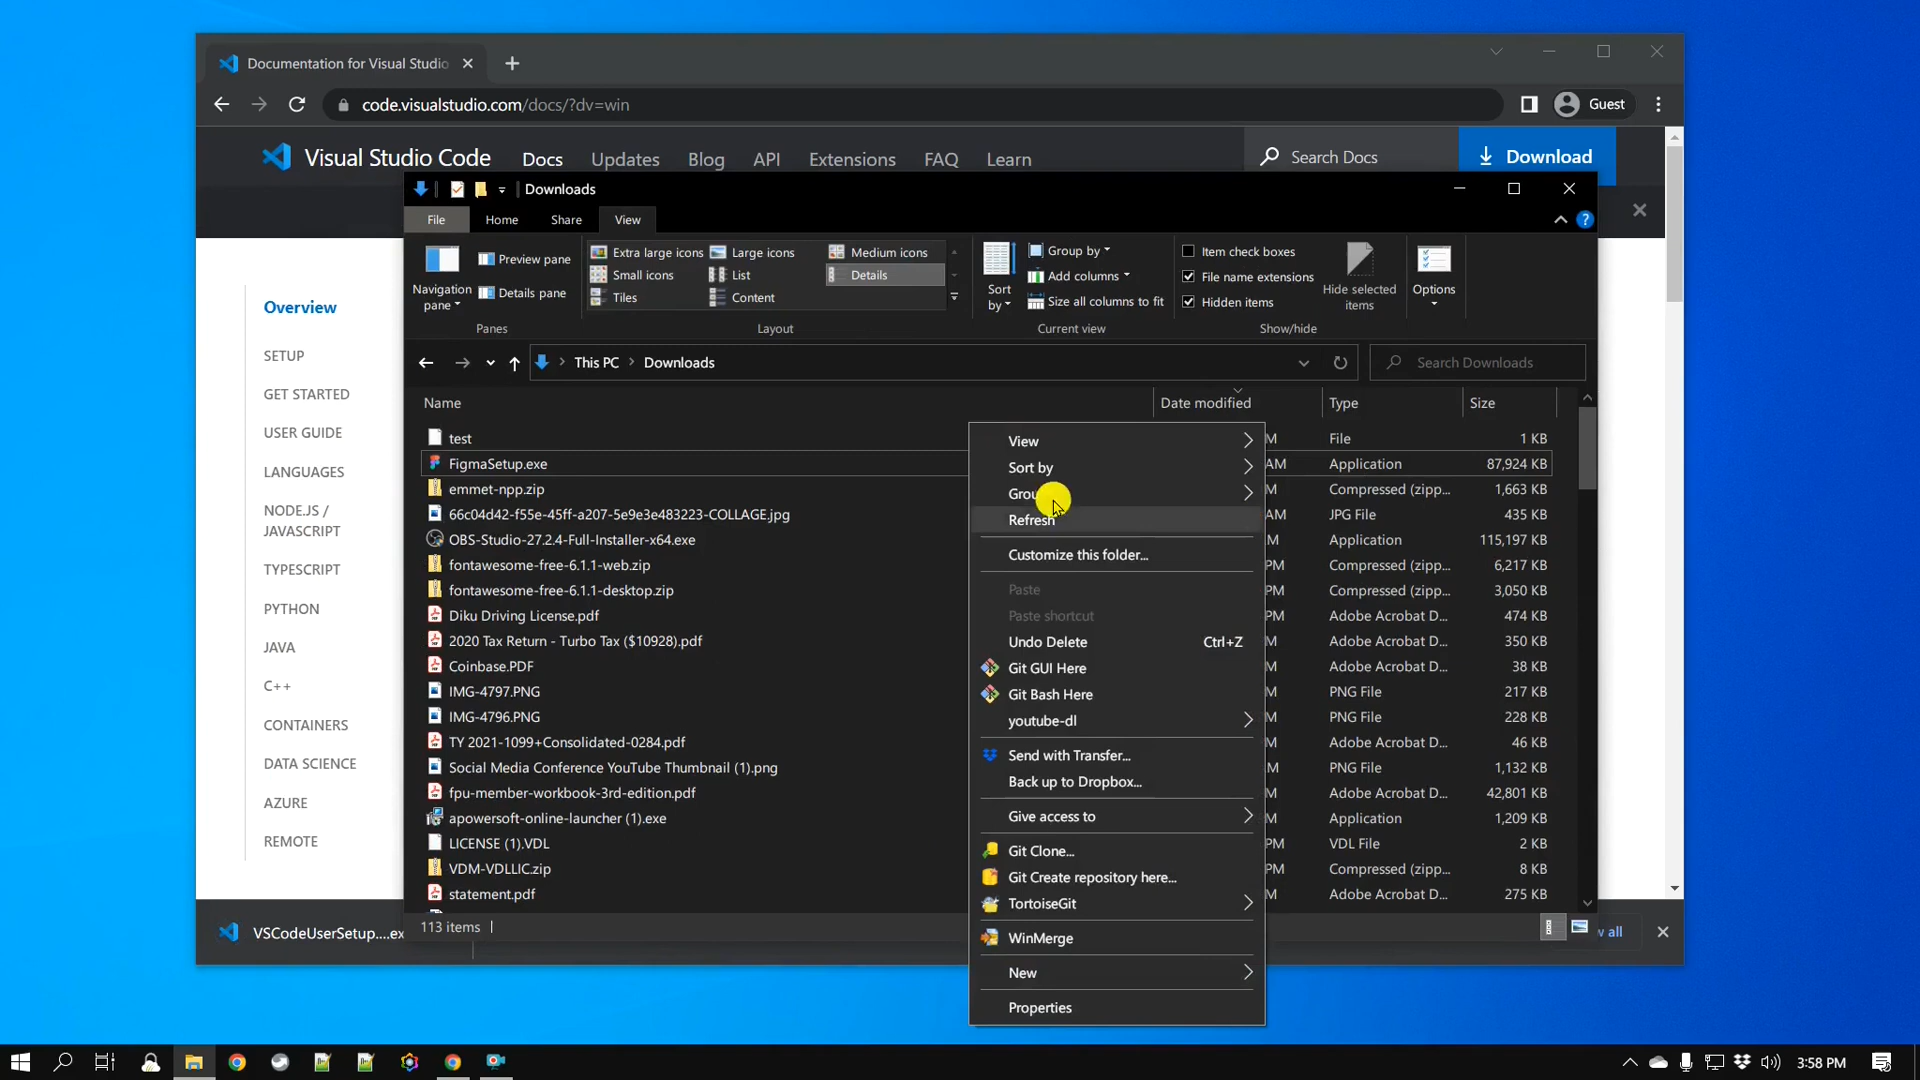 Documentation for Visual Studio
code.visualstudio.com/docs/?dv=win
Guest
Visual Studio Code
Docs
Updates
Blog
API
Extensions
FAQ
Learn
Search Docs
Download
Overview
SETUP
GET STARTED
USER GUIDE
LANGUAGES
NODE.JS /
JAVASCRIPT
TYPESCRIPT
PYTHON
JAVA
C++
CONTAINERS
DATA SCIENCE
AZURE
REMOTE
Downloads
File
Home
Share
View
Navigation
pane
Preview pane
Details pane
Panes
Extra large icons
Large icons
Medium icons
Small icons
List
Details
Tiles
Content
Layout
Sort
by
Group by
Add columns
Size all columns to fit
Current view
Item check boxes
File name extensions
Hidden items
Hide selected
items
Show/hide
Options
This PC
Downloads
Search Downloads
Name
Date modified
Type
Size
test M File 1 KB
FigmaSetup.exe AM Application 87,924 KB
emmet-npp.zip M Compressed (zipp... 1,663 KB
66c04d42-f55e-45ff-a207-5e9e3e483223-COLLAGE.jpg AM JPG File 435 KB
OBS-Studio-27.2.4-Full-Installer-x64.exe M Application 115,197 KB
fontawesome-free-6.1.1-web.zip PM Compressed (zipp... 6,217 KB
fontawesome-free-6.1.1-desktop.zip PM Compressed (zipp... 3,050 KB
Diku Driving License.pdf PM Adobe Acrobat D... 474 KB
2020 Tax Return - Turbo Tax ($10928).pdf M Adobe Acrobat D... 350 KB
Coinbase.PDF M Adobe Acrobat D... 38 KB
IMG-4797.PNG M PNG File 217 KB
IMG-4796.PNG M PNG File 228 KB
TY 2021-1099+Consolidated-0284.pdf M Adobe Acrobat D... 46 KB
Social Media Conference YouTube Thumbnail (1).png M PNG File 1,132 KB
fpu-member-workbook-3rd-edition.pdf M Adobe Acrobat D... 42,801 KB
apowersoft-online-launcher (1).exe M Application 1,209 KB
LICENSE (1).VDL PM VDL File 2 KB
VDM-VDLLIC.zip PM Compressed (zipp... 8 KB
statement.pdf M Adobe Acrobat D... 275 KB
113 items
View
Sort by
Refresh
Customize this folder...
Paste
Paste shortcut
Undo Delete Ctrl+Z
Git GUI Here
Git Bash Here
youtube-dl
Send with Transfer...
Back up to Dropbox...
Give access to
Git Clone...
Git Create repository here...
TortoiseGit
WinMerge
New
Properties
VSCodeUserSetup....ex
all
3:58 PM